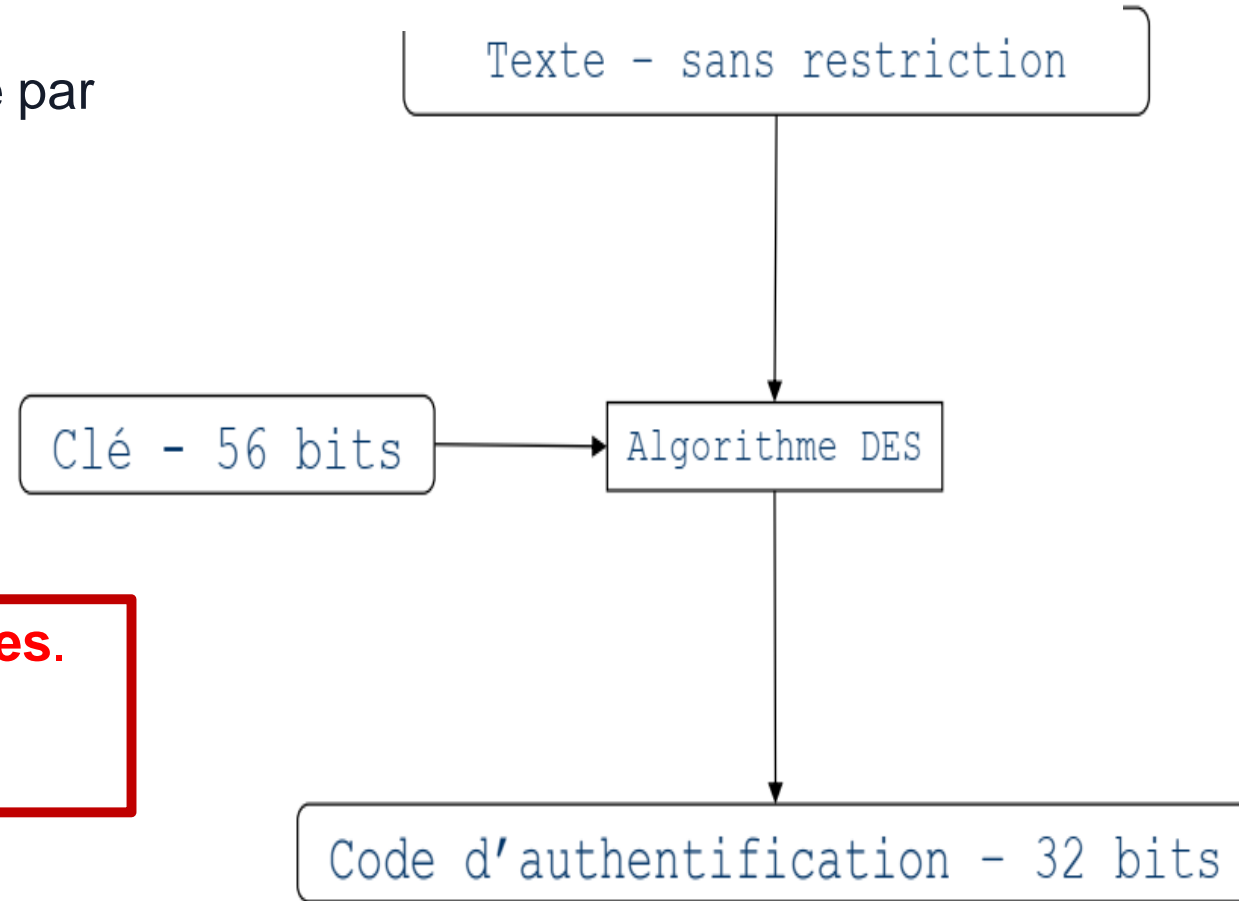 Texte - sans restriction
par
Clé - 56 bits
Algorithme DES
es.
Code d'authentification - 32 bits